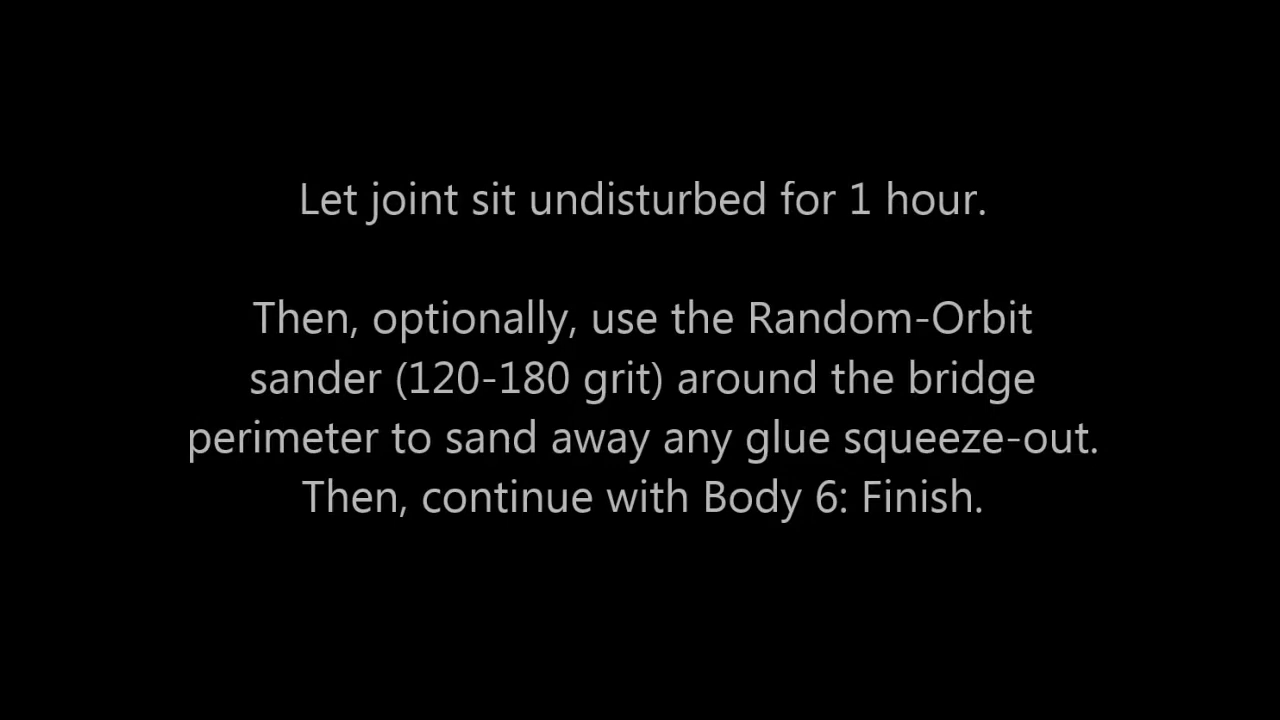 Let joint sit undisturbed for 1 hour.
Then, optionally, use the Random-Orbit
sander (120-180 grit) around the bridge
perimeter to sand away any glue squeeze-out.
Then, continue with Body 6: Finish.